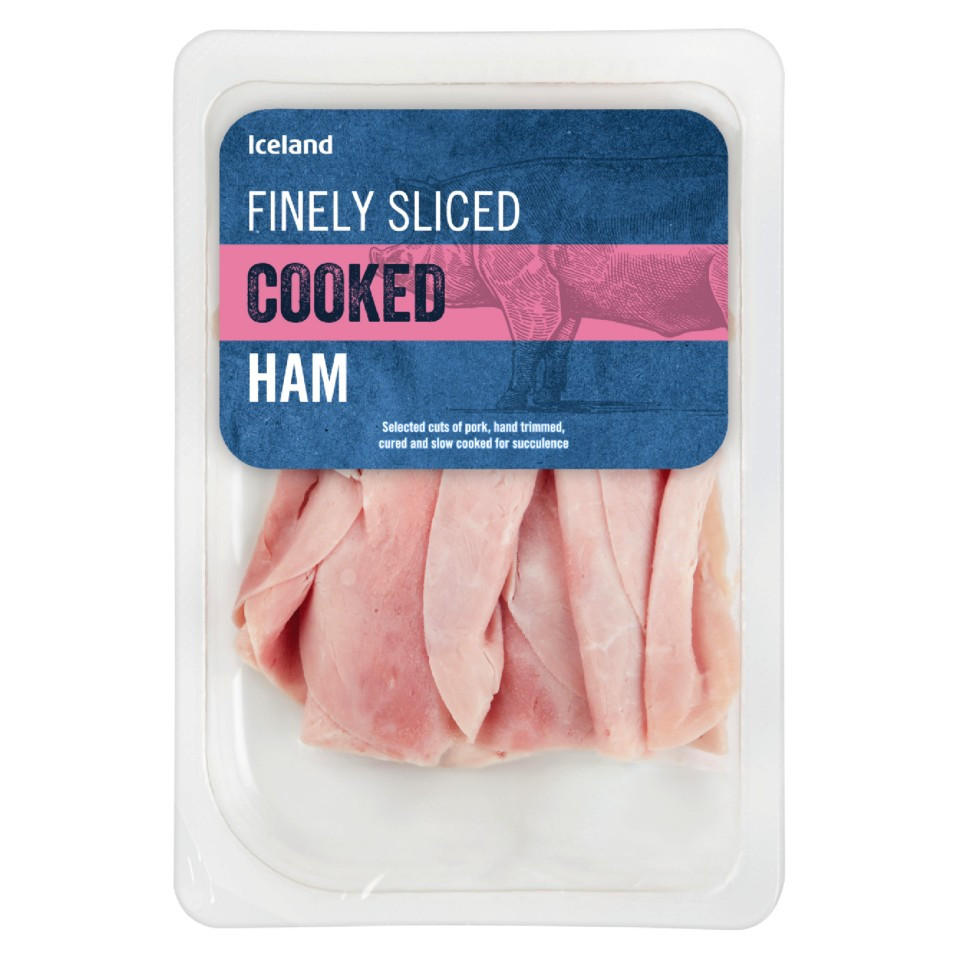 Iceland
FINELY SLICED
COOKED
HAM
Selected cuts of pork, hand trimmed,
cured and slow cooked for succulence